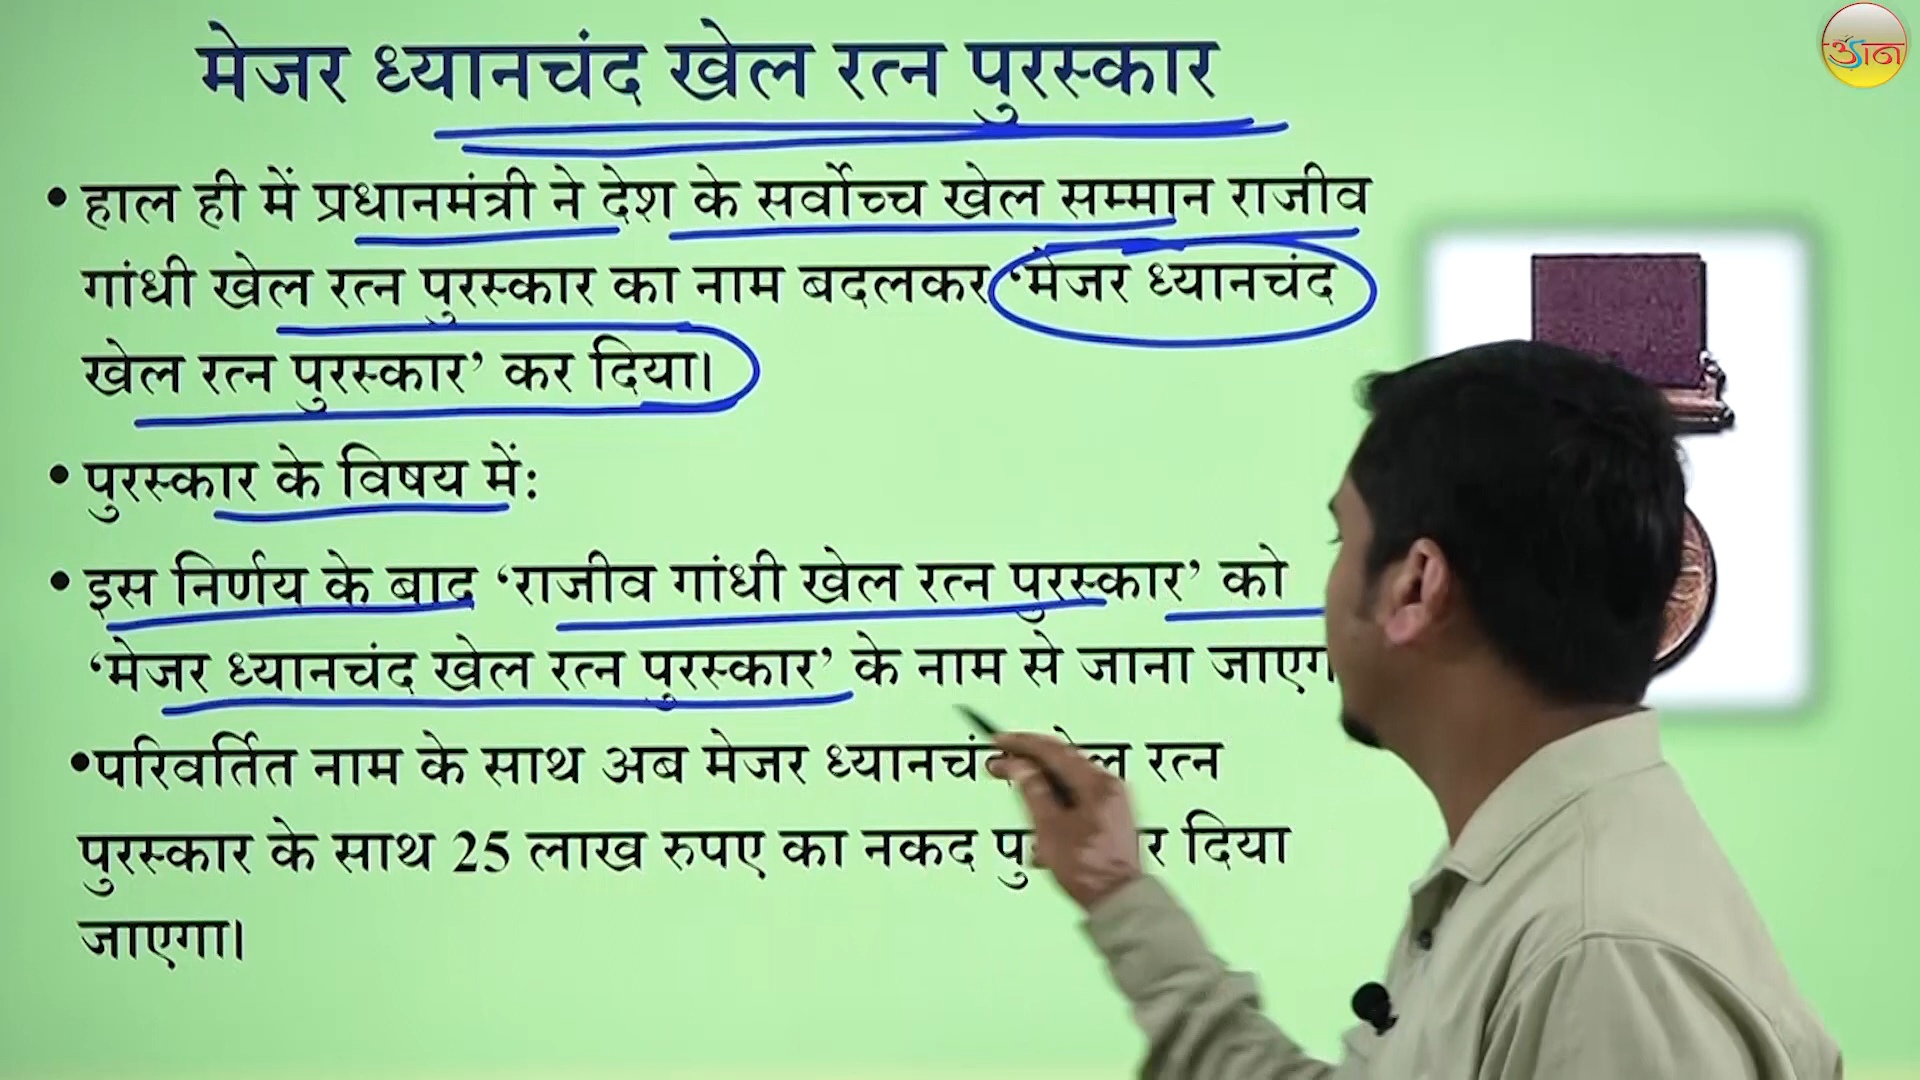 मेजर ध्यानचंद खेल रत्न पुरस्कार
• हाल ही में प्रधानमंत्री ने देश के सर्वोच्च खेल सम्मान राजीव
गांधी खेल रत्न पुरस्कार का नाम बदलकर ‘मेजर ध्यानचंद
खेल रत्न पुरस्कार’ कर दिया।
• पुरस्कार के विषय में:
• इस निर्णय के बाद ‘राजीव गांधी खेल रत्न पुरस्कार’ को
‘मेजर ध्यानचंद खेल रत्न पुरस्कार’ के नाम से जाना
•परिवर्तित नाम के साथ अब मेजर ध्यानचंद रत्न
पुरस्कार के साथ 25 लाख रुपए का नकद दिया
जाएगा।